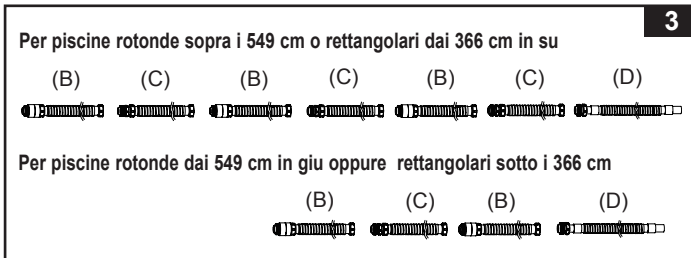 3
Per piscine rotonde sopra i 549 cm o rettangolari dai 366 cm in su
(B) (C) (B) (C) (B) (C) (D)
Per piscine rotonde dai 549 cm in giu oppure rettangolari sotto i 366 cm
(B) (C) (B) (D)